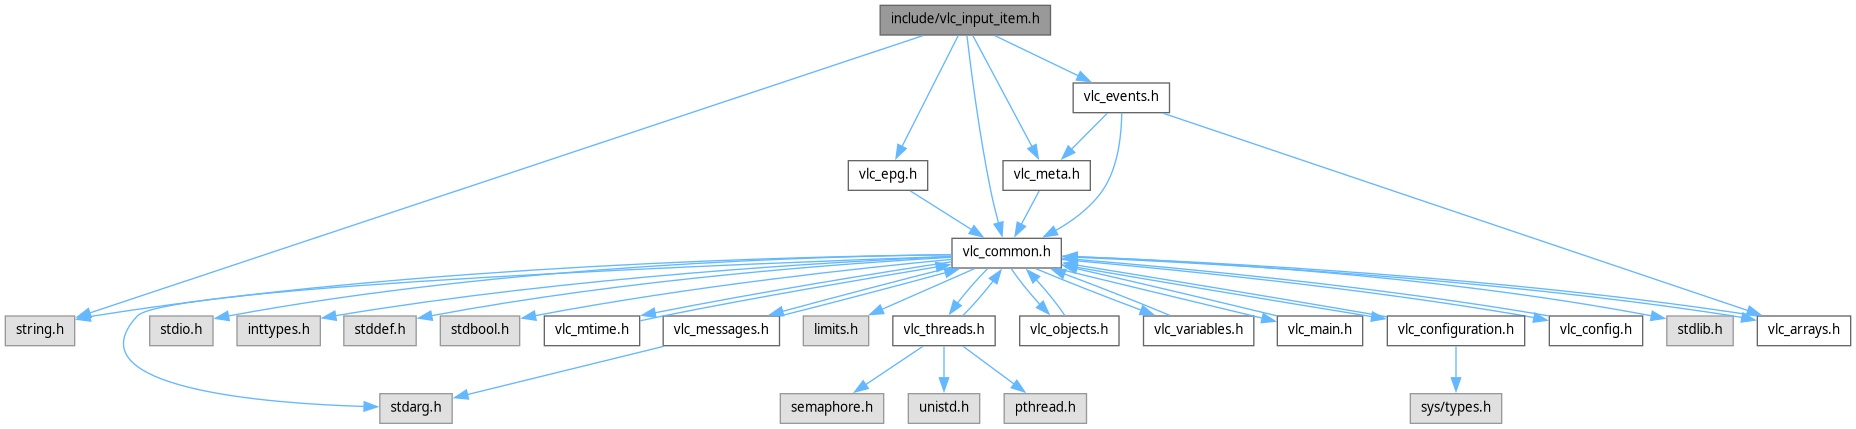 include/vlc_input_item.h
vlc_events.h
vlc_epg.h
vlc_meta.h
vlc_common.h
string.h
stdio.h
inttypes.h
stddef.h
stdbool.h
vlc_mtime.h
vlc_messages.h
limits.h
vlc_threads.h
vlc_objects.h
vlc_variables.h
vlc_main.h
vlc_configuration.h
vlc_config.h
stdlib.h
vlc_arrays.h
stdarg.h
semaphore.h
unistd.h
pthread.h
sys/types.h